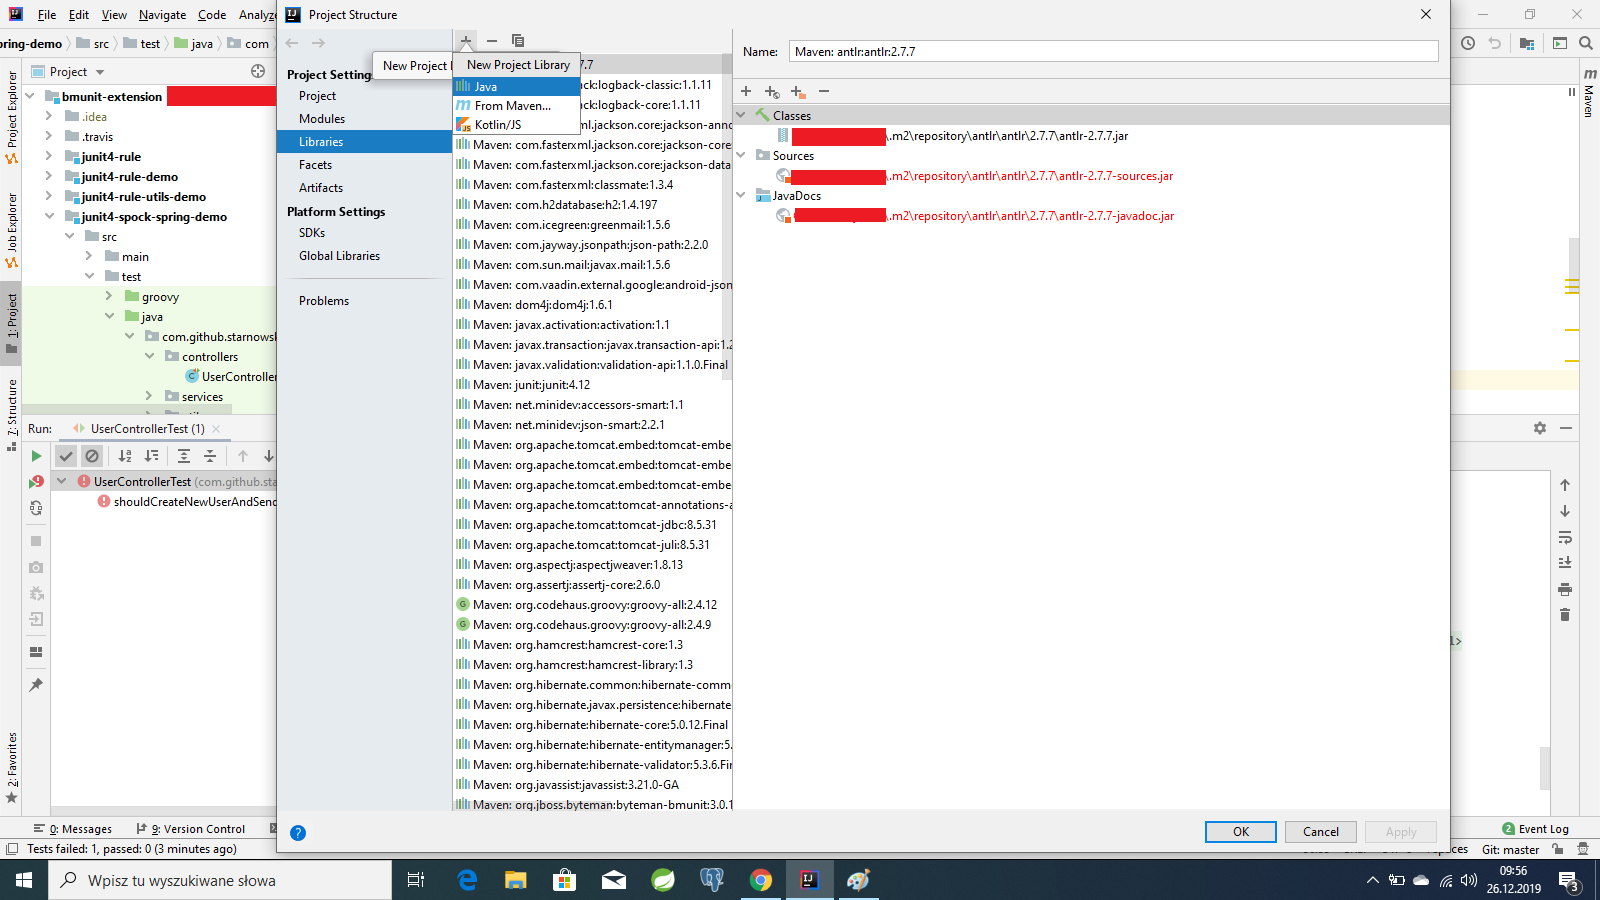 File Edit View Navigate Code Analyze
Project Structure
ring-demo src test java com
Project
bmunit-extension
.idea
.travis
junit4-rule
junit4-rule-demo
junit4-rule-utils-demo
junit4-spock-spring-demo
src
main
test
groovy
java
com.github.starnowsk
controllers
UserController
services
Project Explorer
Job Explorer
1: Project
7: Structure
2: Favorites
Run: UserControllerTest (1)
UserControllerTest (com.github.sta
shouldCreateNewUserAndSend
0: Messages 9: Version Control
Tests failed: 1, passed: 0 (3 minutes ago)
Project Settings
Project
Modules
Libraries
Facets
Artifacts
Platform Settings
SDKs
Global Libraries
Problems
New Project
New Project Library
Java
From Maven...
Kotlin/JS
7.7
ck:logback-classic:1.1.11
ck:logback-core:1.1.11
xml.jackson.core:jackson-anno
Maven: com.fasterxml.jackson.core:jackson-core
Maven: com.fasterxml.jackson.core:jackson-data
Maven: com.fasterxml:classmate:1.3.4
Maven: com.h2database:h2:1.4.197
Maven: com.icegreen:greenmail:1.5.6
Maven: com.jayway.jsonpath:json-path:2.2.0
Maven: com.sun.mail:javax.mail:1.5.6
Maven: com.vaadin.external.google:android-json
Maven: dom4j:dom4j:1.6.1
Maven: javax.activation:activation:1.1
Maven: javax.transaction:javax.transaction-api:1.2
Maven: javax.validation:validation-api:1.1.0.Final
Maven: junit:junit:4.12
Maven: net.minidev:accessors-smart:1.1
Maven: net.minidev:json-smart:2.2.1
Maven: org.apache.tomcat.embed:tomcat-embe
Maven: org.apache.tomcat.embed:tomcat-embe
Maven: org.apache.tomcat.embed:tomcat-embe
Maven: org.apache.tomcat:tomcat-annotations-a
Maven: org.apache.tomcat:tomcat-jdbc:8.5.31
Maven: org.apache.tomcat:tomcat-juli:8.5.31
Maven: org.aspectj:aspectjweaver:1.8.13
Maven: org.assertj:assertj-core:2.6.0
Maven: org.codehaus.groovy:groovy-all:2.4.12
Maven: org.codehaus.groovy:groovy-all:2.4.9
Maven: org.hamcrest:hamcrest-core:1.3
Maven: org.hamcrest:hamcrest-library:1.3
Maven: org.hibernate.common:hibernate-comm
Maven: org.hibernate.javax.persistence:hibernate
Maven: org.hibernate:hibernate-core:5.0.12.Final
Maven: org.hibernate:hibernate-entitymanager:5.
Maven: org.hibernate:hibernate-validator:5.3.6.Fin
Maven: org.javassist:javassist:3.21.0-GA
Maven: org.jboss.byteman:byteman-bmunit:3.0.1
Name: Maven: antlr:antlr:2.7.7
Classes
\.m2\repository\antlr\antlr\2.7.7\antlr-2.7.7.jar
Sources
\.m2\repository\antlr\antlr\2.7.7\antlr-2.7.7-sources.jar
JavaDocs
\.m2\repository\antlr\antlr\2.7.7\antlr-2.7.7-javadoc.jar
OK Cancel Apply
Maven
l>
2 Event Log
Git: master
Wpisz tu wyszukiwane słowa
09:56
26.12.2019
3